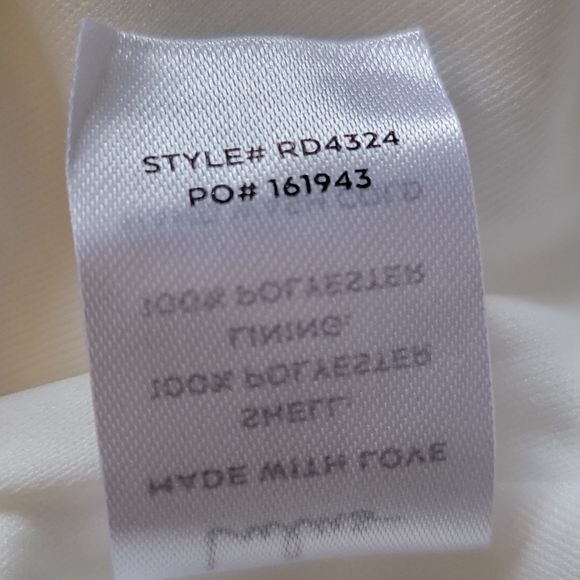 STYLE# RD4324
PO# 161943
100% POLYESTER
LINING:
100% POLYESTER
SHELL:
MADE WITH LOVE